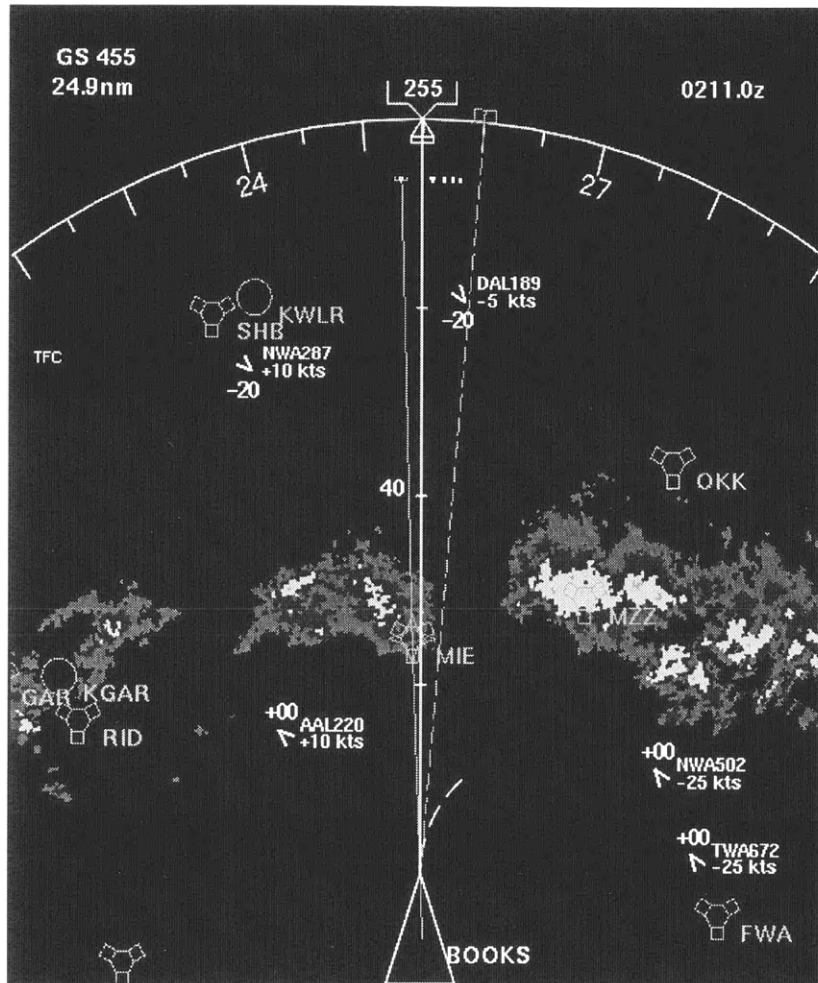 GS 455
24.9nm
255
0211.0z
24
27
DAL189
-5 kts
-20
KWLR
SHB
TFC
NWA287
+10 kts
-20
OKK
40
MZZ
MIE
GAR
KGAR
RID
+00
AAL220
+10 kts
+00
NWA502
-25 kts
+00
TWA672
-25 kts
FWA
BOOKS